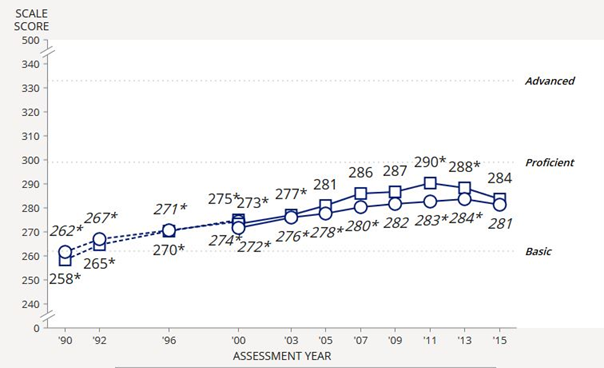 SCALE
SCORE
500
340
330
Advanced
320
310
300
Proficient
290
280
270
260
Basic
250
240
0
262* 267* 271* 275* 273* 277* 281 286 287 290* 288* 284
258* 265* 270* 274* 272* 276* 278* 280* 282 283* 284* 281
'90 '92 '96 '00 '03 '05 '07 '09 '11 '13 '15
ASSESSMENT YEAR